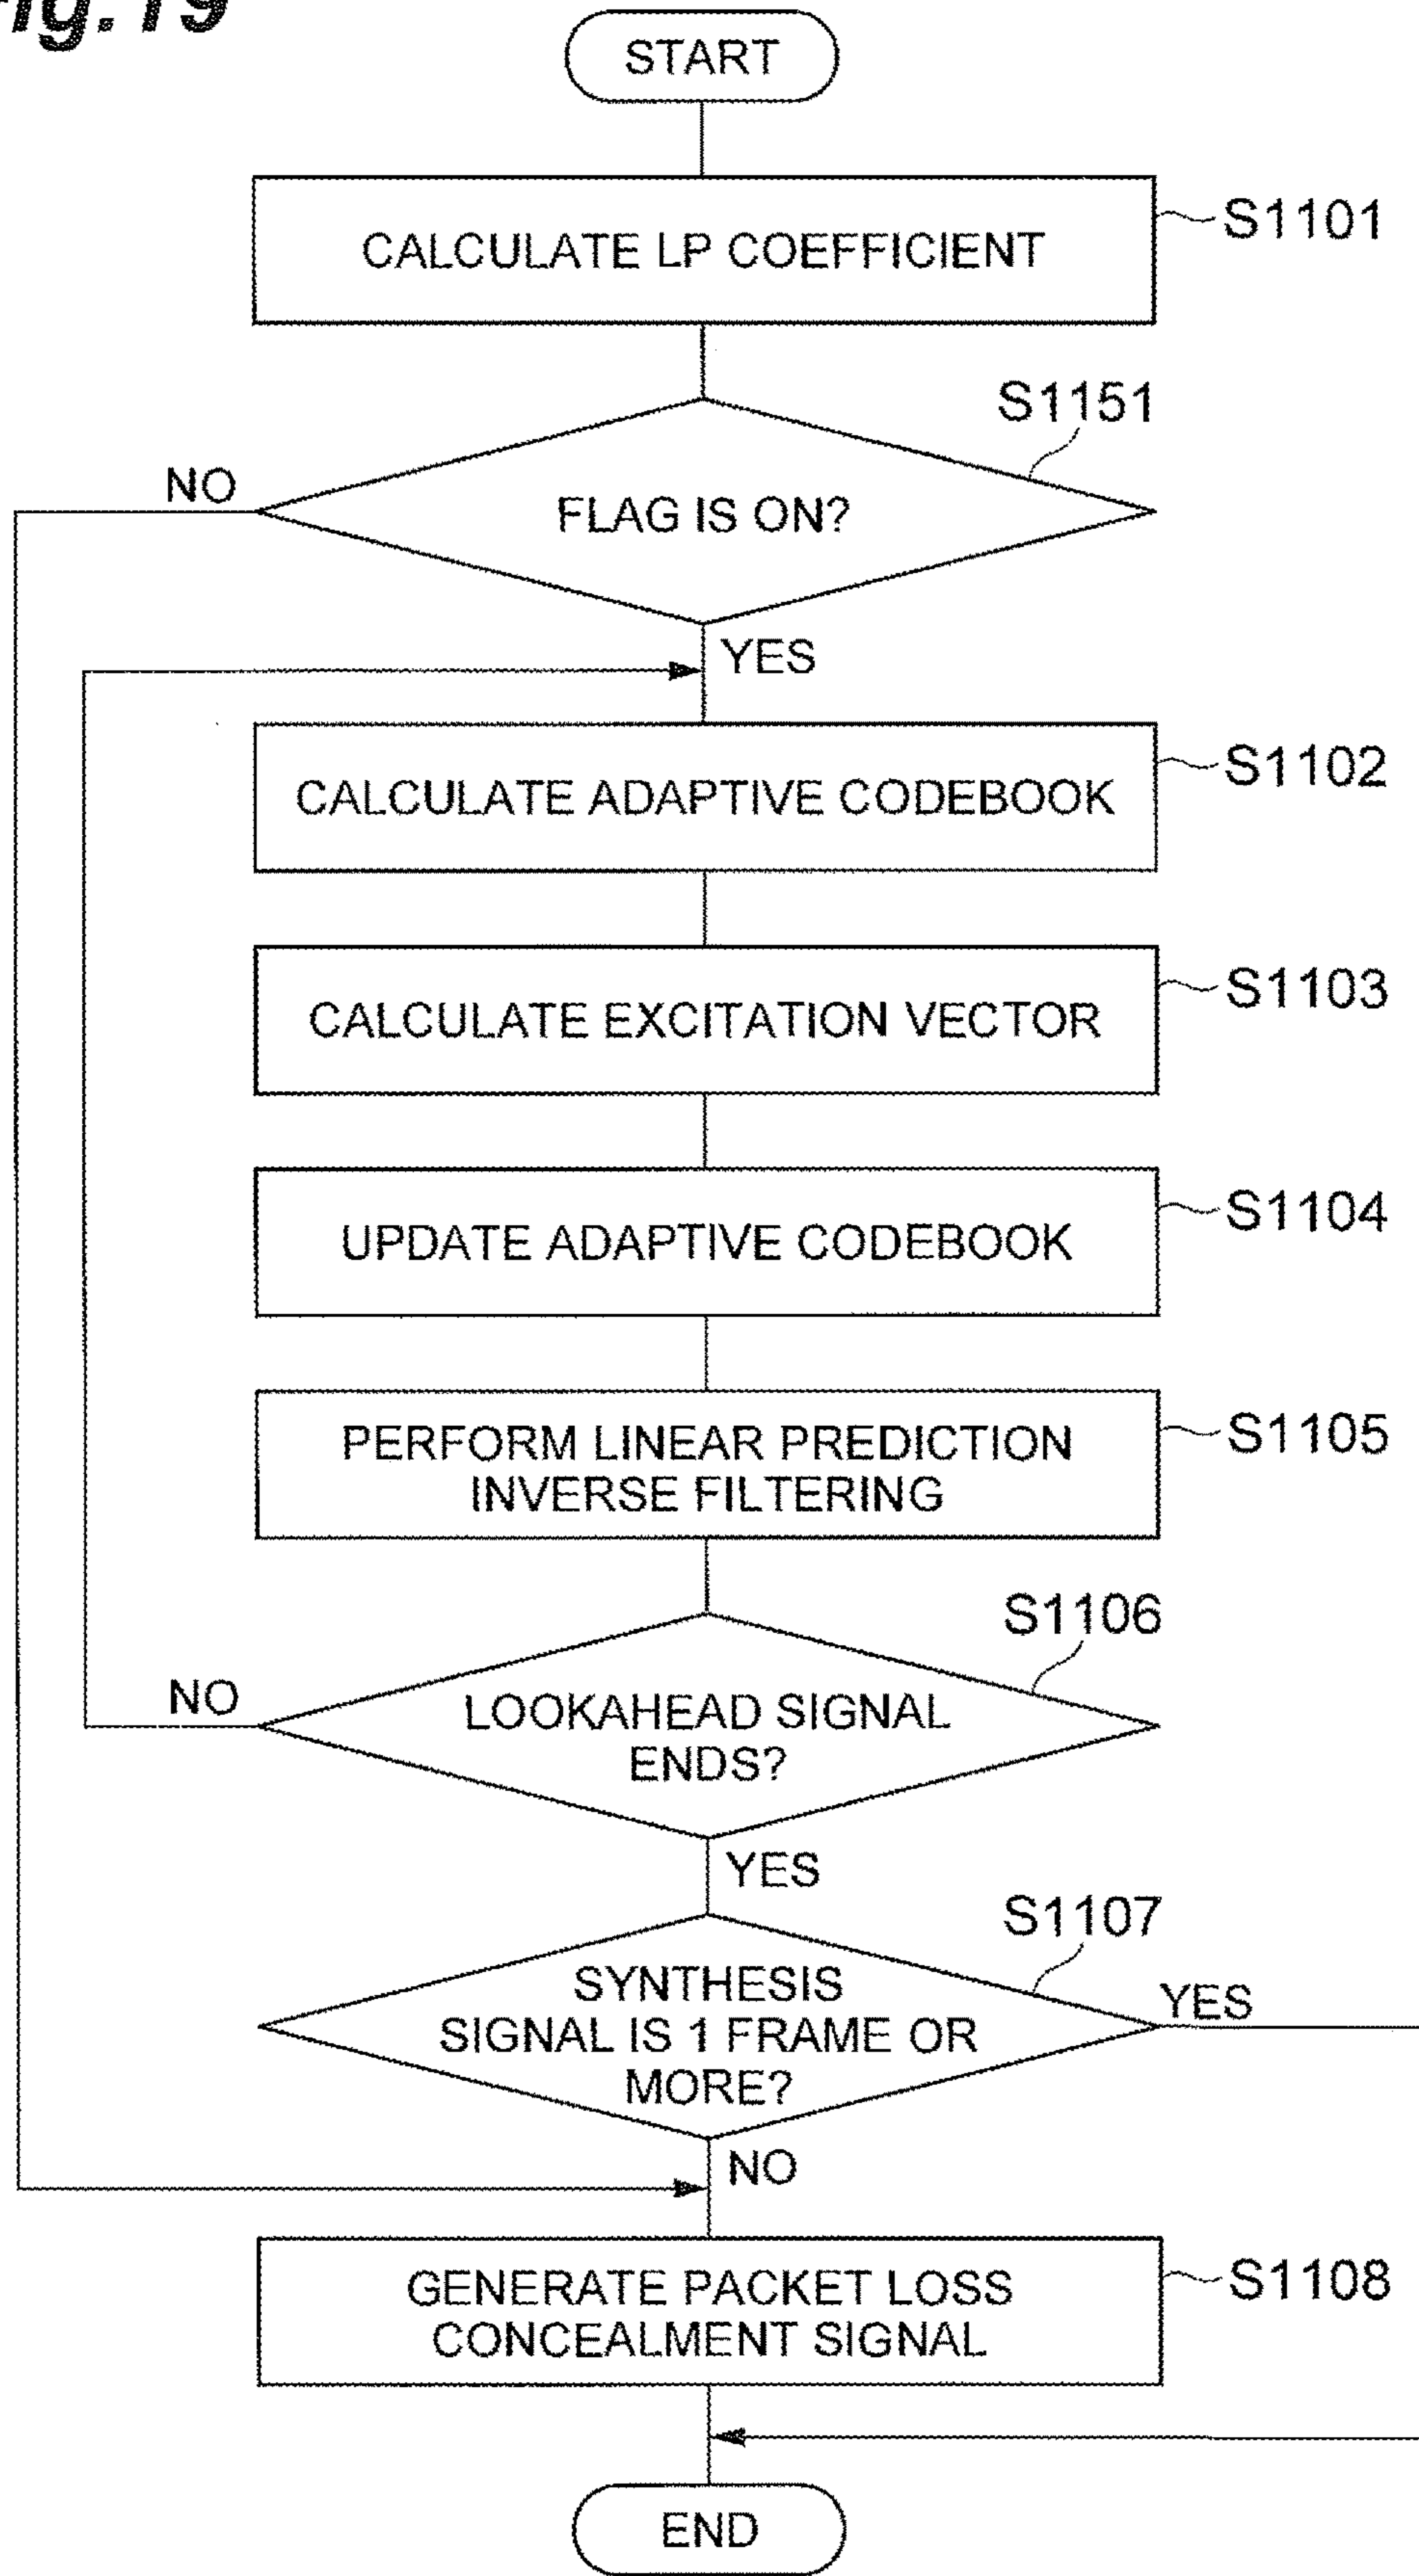 Fig.19
START
CALCULATE LP COEFFICIENT
S1101
S1151
NO
FLAG IS ON?
YES
CALCULATE ADAPTIVE CODEBOOK
S1102
CALCULATE EXCITATION VECTOR
S1103
UPDATE ADAPTIVE CODEBOOK
S1104
PERFORM LINEAR PREDICTION
INVERSE FILTERING
S1105
S1106
NO
LOOKAHEAD SIGNAL
ENDS?
YES
S1107
SYNTHESIS
SIGNAL IS 1 FRAME OR
MORE?
YES
NO
GENERATE PACKET LOSS
CONCEALMENT SIGNAL
S1108
END